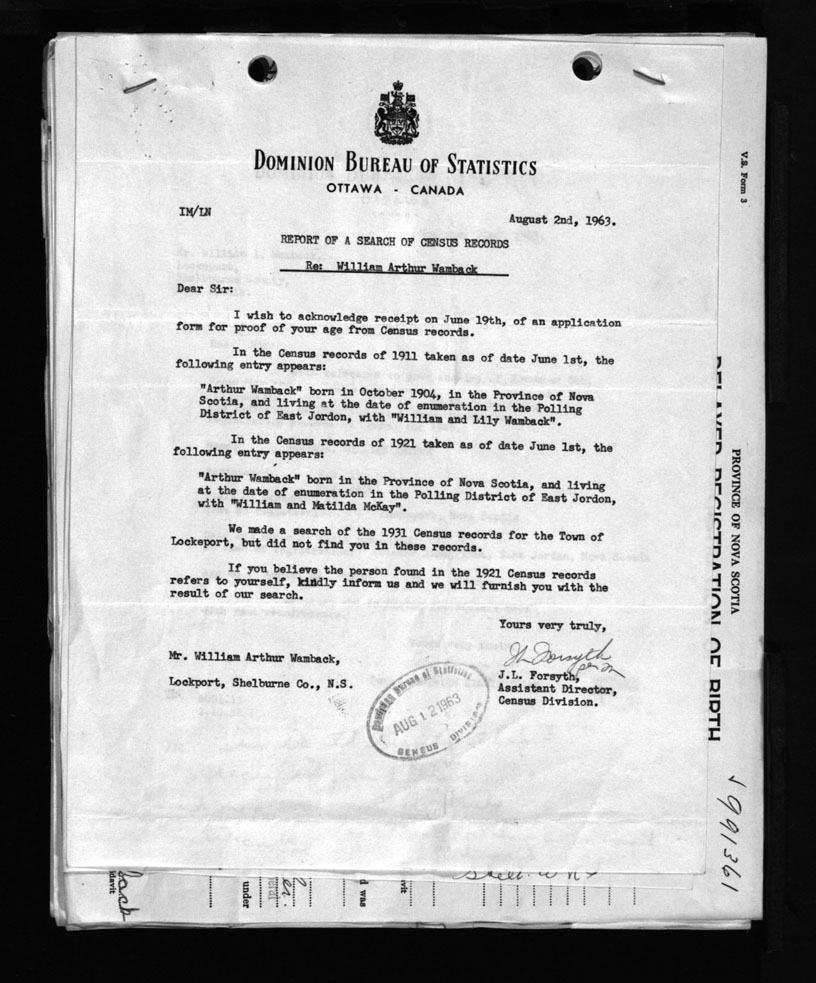 DOMINION BUREAU OF STATISTICS
OTTAWA - CANADA
IM/LN
August 2nd, 1963.
REPORT OF A SEARCH OF CENSUS RECORDS
Re: William Arthur Wamback
Dear Sir:
I wish to acknowledge receipt on June 19th, of an application
form for proof of your age from Census records.
In the Census records of 1911 taken as of date June 1st, the
following entry appears:
"Arthur Wamback" born in October 1904, in the Province of Nova
Scotia, and living at the date of enumeration in the Polling
District of East Jordon, with "William and Lily Wamback".
In the Census records of 1921 taken as of date June 1st, the
following entry appears:
"Arthur Wamback" born in the Province of Nova Scotia, and living
at the date of enumeration in the Polling District of East Jordon,
with "William and Matilda McKay".
We made a search of the 1931 Census records for the Town of
Lockeport, but did not find you in these records.
If you believe the person found in the 1921 Census records
refers to yourself, kindly inform us and we will furnish you with the
result of our search.
Yours very truly,
J L Forsyth
J.L. Forsyth,
Assistant Director,
Census Division.
Mr. William Arthur Wamback,
Lockport, Shelburne Co., N.S.
Dominion Bureau of Statistics
AUG 12 1963
CENSUS DIVISION
V.S. Form 3
PROVINCE OF NOVA SCOTIA
DELAYED REGISTRATION OF BIRTH
991361
back
davit
under
d was